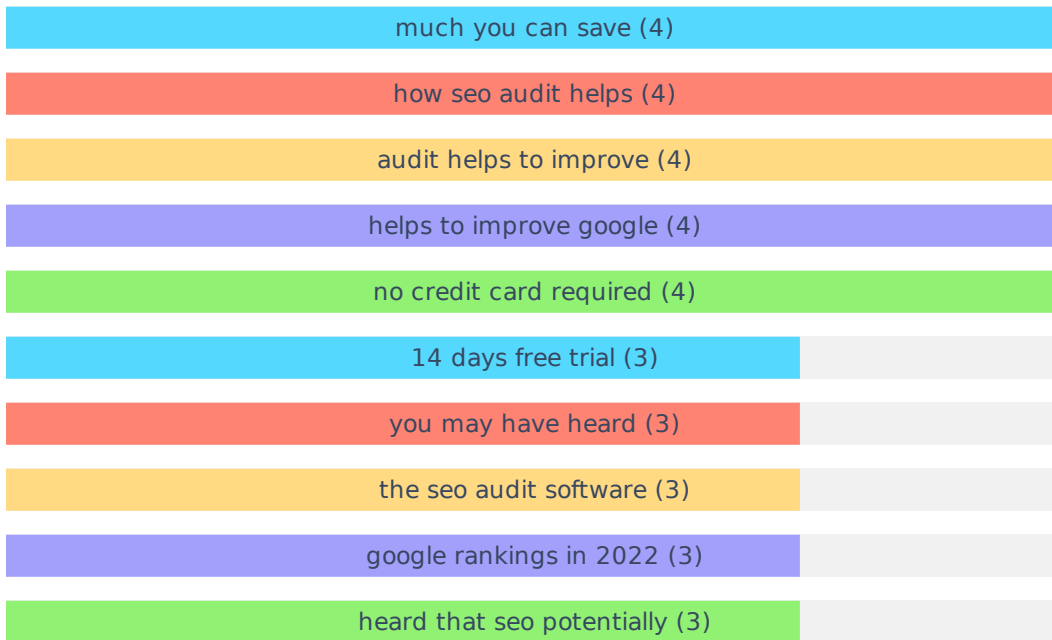 much you can save (4)
how seo audit helps (4)
audit helps to improve (4)
helps to improve google (4)
no credit card required (4)
14 days free trial (3)
you may have heard (3)
the seo audit software (3)
google rankings in 2022 (3)
heard that seo potentially (3)